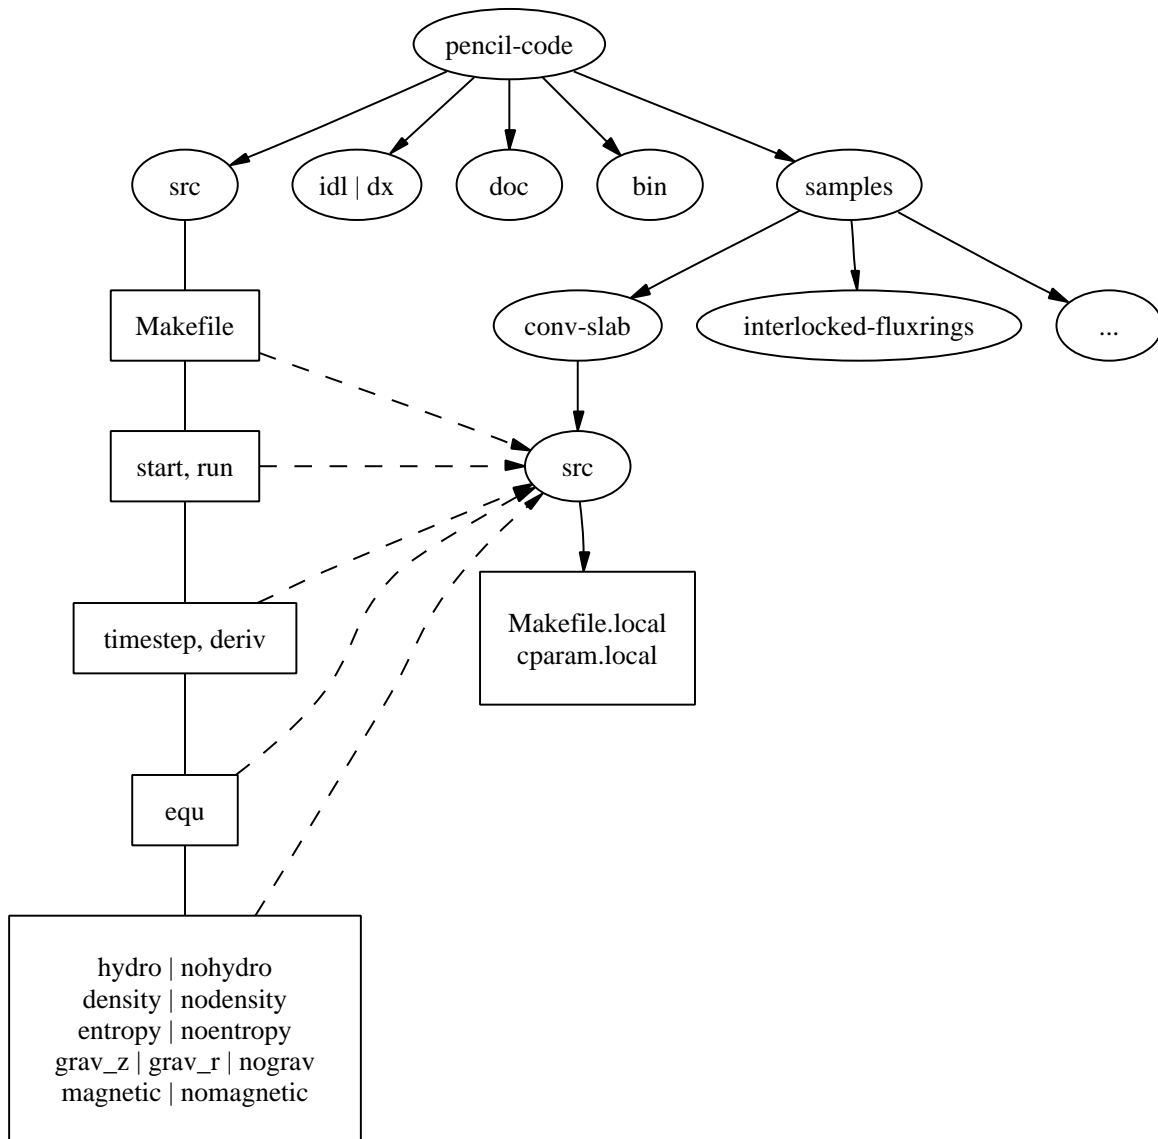 pencil-code
src
idl | dx
doc
bin
samples
Makefile
conv-slab
interlocked-fluxrings
...
start, run
src
timestep, deriv
Makefile.local
cparam.local
equ
hydro | nohydro
density | nodensity
entropy | noentropy
grav_z | grav_r | nograv
magnetic | nomagnetic